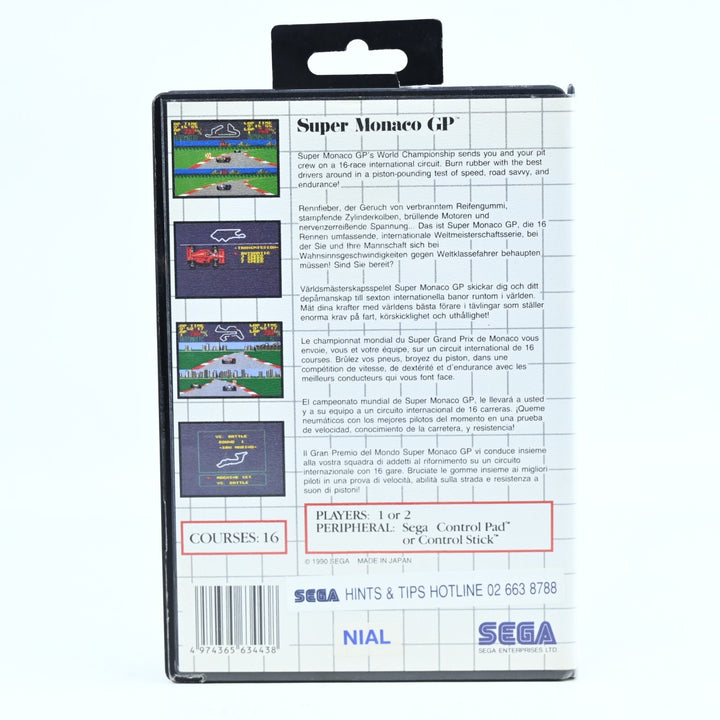 Super Monaco GP™
Super Monaco GP's World Championship sends you and your pit
crew on a 16-race international circuit. Burn rubber with the best
drivers around in a piston-pounding test of speed, road savvy, and
endurance!
Rennfieber, der Geruch von verbranntem Reifengummi,
stampfende Zylinderkolben, brüllende Motoren und
nervenzerreißende Spannung... Das ist Super Monaco GP, die 16
Rennen umfassende, internationale Weltmeisterschaftsserie, bei
der Sie und Ihre Mannschaft sich bei
Wahnsinnsgeschwindigkeiten gegen Weltklassefahrer behaupten
müssen! Sind Sie bereit?
Världsmästerskapsspelet Super Monaco GP skickar dig och ditt
depåmanskap till sexton internationella banor runtom i världen.
Mät dina krafter med världens bästa förare i tävlingar som ställer
enorma krav på fart, körskicklighet och uthållighet!
Le championnat mondial du Super Grand Prix de Monaco vous
envoie, vous et votre équipe, sur un circuit international de 16
courses. Brûlez vos pneus, broyez du piston, dans une
compétition de vitesse, de dextérité et d'endurance avec les
meilleurs conducteurs qui vont font face.
El campeonato mundial de Super Monaco GP, le llevará a usted
y a su equipo a un circuito internacional de 16 carreras. ¡Queme
neumáticos con los mejores pilotos del momento en una prueba
de velocidad, conocimiento de la carretera, y resistencia!
Il Gran Premio del Mondo Super Monaco GP vi conduce insieme
alla vostra squadra di addetti al rifornimento su un circuito
internazionale con 16 gare. Bruciate le gomme insieme ai migliori
piloti in una prova di velocità, abilità sulla strada e resistenza a
suon di pistoni!
VS. BATTLE
ROUND 1
MACHINE SET
VS. BATTLE
COURSES: 16
PLAYERS: 1 or 2
PERIPHERAL: Sega Control Pad™
or Control Stick™
© 1990 SEGA MADE IN JAPAN
SEGA HINTS & TIPS HOTLINE 02 663 8788
4 974365 634438
NIAL
SEGA
SEGA ENTERPRISES LTD.